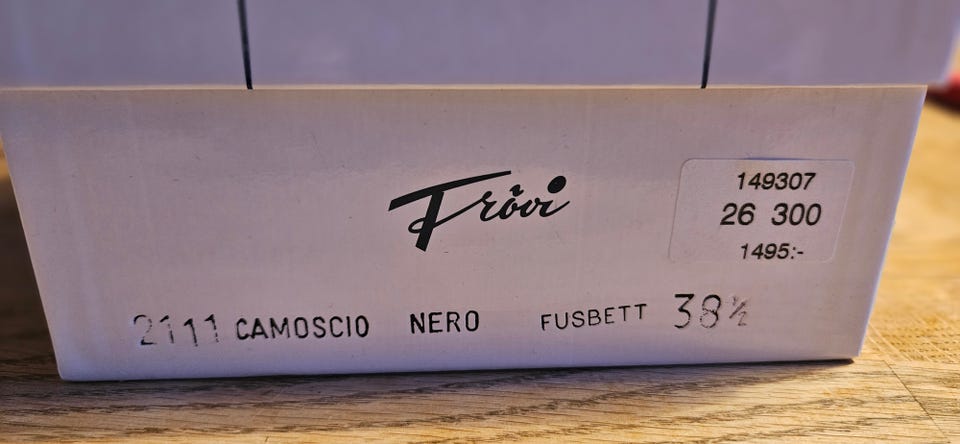 Frövi
149307
26 300
1495:-
2111 CAMOSCIO NERO FUSBETT 38½